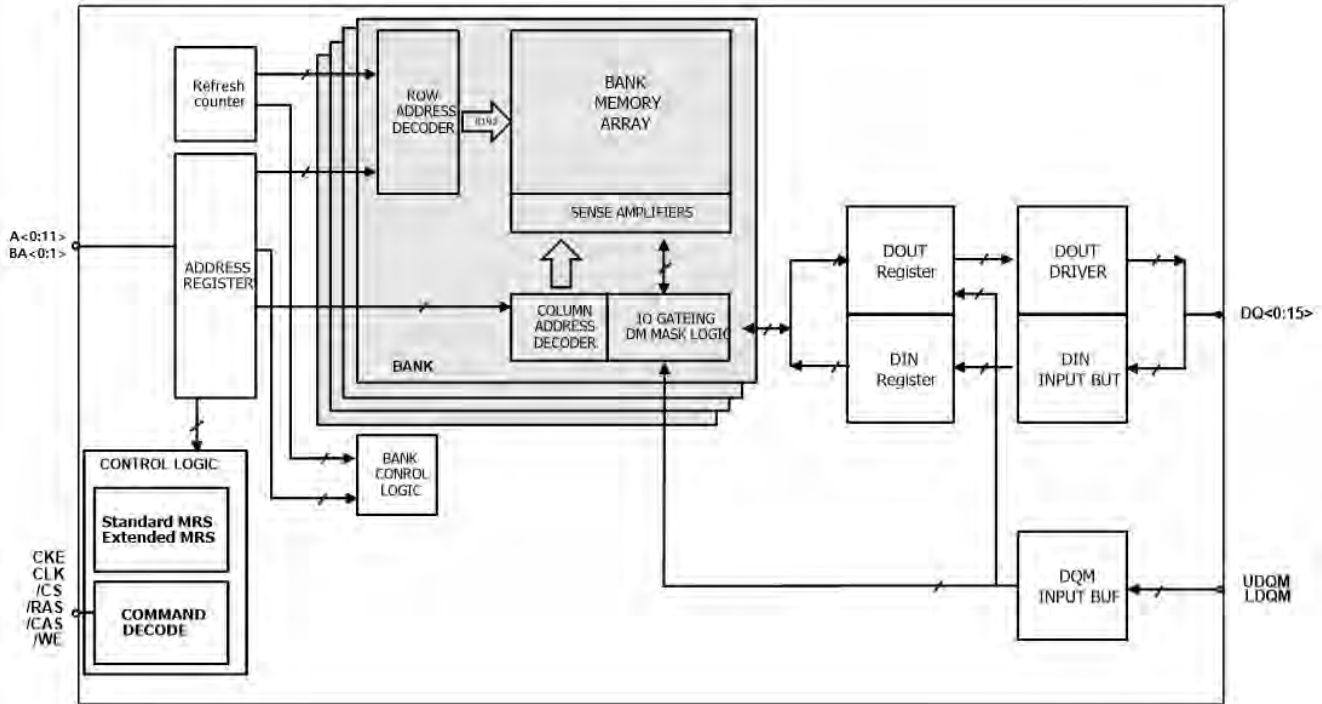 Refresh
counter
ROW
ADDRESS
DECODER
8192
BANK
MEMORY
ARRAY
SENSE AMPLIFIERS
A<0:11>
BA<0:1>
ADDRESS
REGISTER
COLUMN
ADDRESS
DECODER
IO GATEING
DM MASK LOGIC
BANK
DOUT
Register
DOUT
DRIVER
DIN
Register
DIN
INPUT BUT
DQ<0:15>
CONTROL LOGIC
Standard MRS
Extended MRS
COMMAND
DECODE
BANK
CONROL
LOGIC
CKE
CLK
/CS
/RAS
/CAS
/WE
DQM
INPUT BUF
UDQM
LDQM